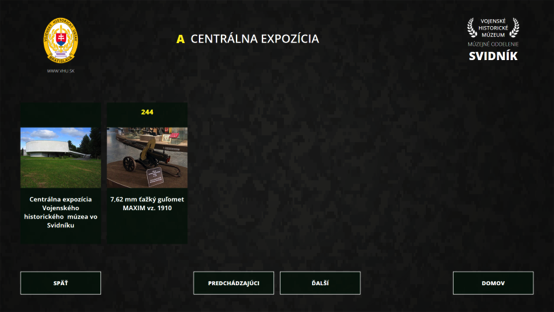 A CENTRÁLNA EXPOZÍCIA
WWW.VHU.SK
VOJENSKÉ
HISTORICKÉ
MÚZEUM
MÚZEJNÉ ODDELENIE
SVIDNÍK
244
Centrálna expozícia
Vojenského
historického múzea vo
Svidníku
7,62 mm ťažký guľomet
MAXIM vz. 1910
SPÄŤ
PREDCHÁDZAJÚCI
ĎALŠÍ
DOMOV